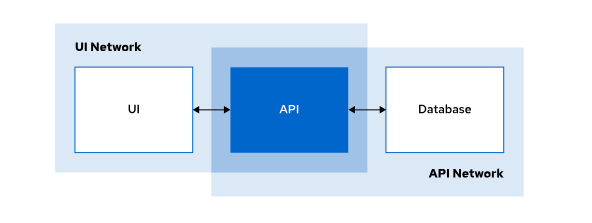 UI Network
UI
API
Database
API Network